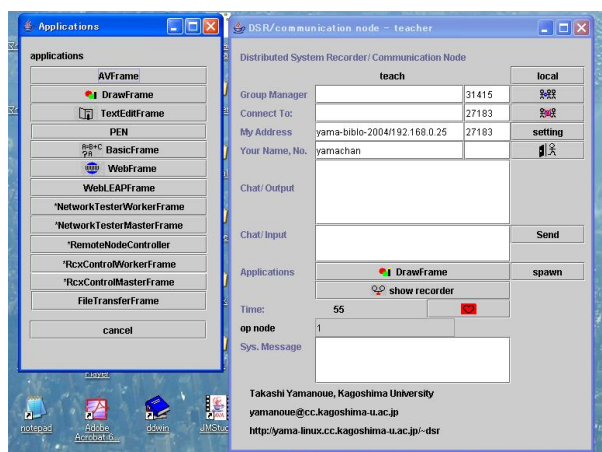 Applications
applications
AVFrame
DrawFrame
TextEditFrame
PEN
A=B+C
?A
BasicFrame
WebFrame
WebLEAPFrame
*NetworkTesterWorkerFrame
*NetworkTesterMasterFrame
*RemoteNodeController
*RcxControlWorkerFrame
*RcxControlMasterFrame
FileTransferFrame
cancel
DSR/communication node - teacher
Distributed System Recorder/Communication Node
teach local
Group Manager 31415
Connect To: 27183
My Address yama-biblo-2004/192.168.0.25 27183 setting
Your Name, No. yamachan
Chat/Output
Chat/Input Send
Applications DrawFrame spawn
show recorder
Time: 55
op node 1
Sys. Message
Takashi Yamanoue, Kagoshima University
yamanoue@cc.kagoshima-u.ac.jp
http://yama-linux.cc.kagoshima-u.ac.jp/~dsr
notepad
Adobe
Acrobat 6...
ddwin
JMStud